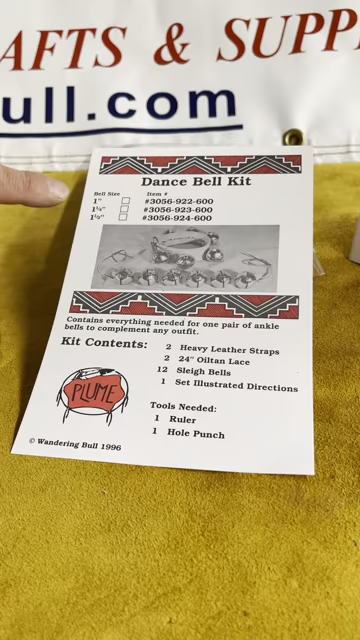 AFTS & SUPP
ull.com
Dance Bell Kit
Bell Size Item #
1" #3056-922-600
1¼" #3056-923-600
1½" #3056-924-600
Contains everything needed for one pair of ankle
bells to complement any outfit.
Kit Contents:
2 Heavy Leather Straps
2 24" Oiltan Lace
12 Sleigh Bells
1 Set Illustrated Directions
PLUME
Tools Needed:
1 Ruler
1 Hole Punch
© Wandering Bull 1996